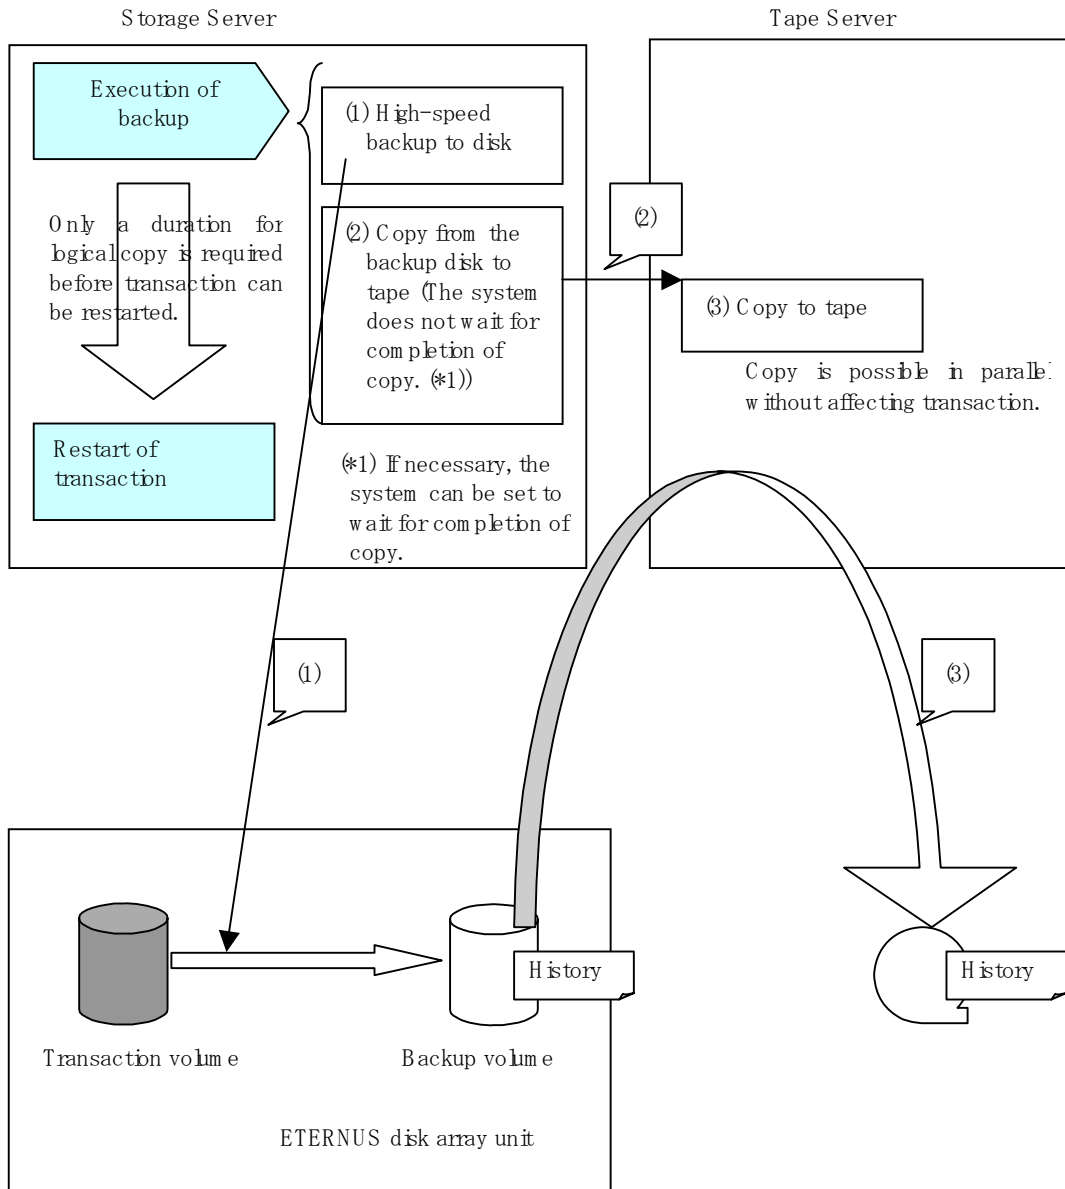 Storage Server
Tape Server
Execution of
backup
(1) High-speed
backup to disk
Only a duration for
logical copy is required
before transaction can
be restarted.
(2) Copy from the
backup disk to
tape (The system
does not wait for
completion of
copy. (*1))
(2)
(3) Copy to tape
Copy is possible in parallel
without affecting transaction.
Restart of
transaction
(*1) If necessary, the
system can be set to
wait for completion of
copy.
(1)
(3)
History
History
Transaction volume
Backup volume
ETERNUS disk array unit